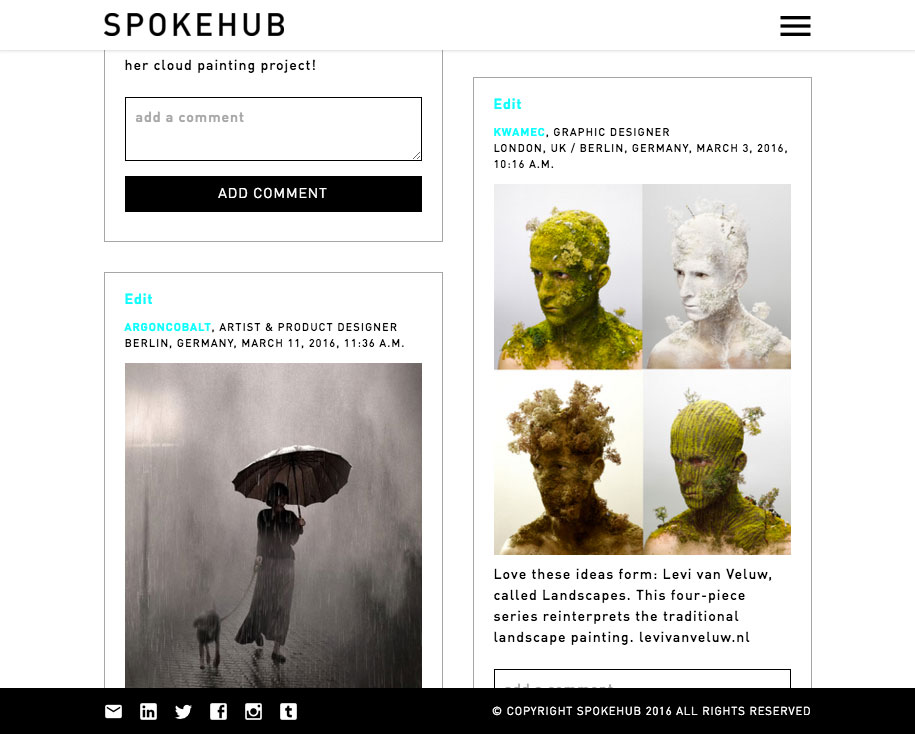 SPOKEHUB
her cloud painting project!
add a comment
ADD COMMENT
Edit
ARGONCOBALT, ARTIST & PRODUCT DESIGNER
BERLIN, GERMANY, MARCH 11, 2016, 11:36 A.M.
Edit
KWAMEC, GRAPHIC DESIGNER
LONDON, UK / BERLIN, GERMANY, MARCH 3, 2016,
10:16 A.M.
Love these ideas form: Levi van Veluw,
called Landscapes. This four-piece
series reinterprets the traditional
landscape painting. levivanveluw.nl
add a comment
© COPYRIGHT SPOKEHUB 2016 ALL RIGHTS RESERVED